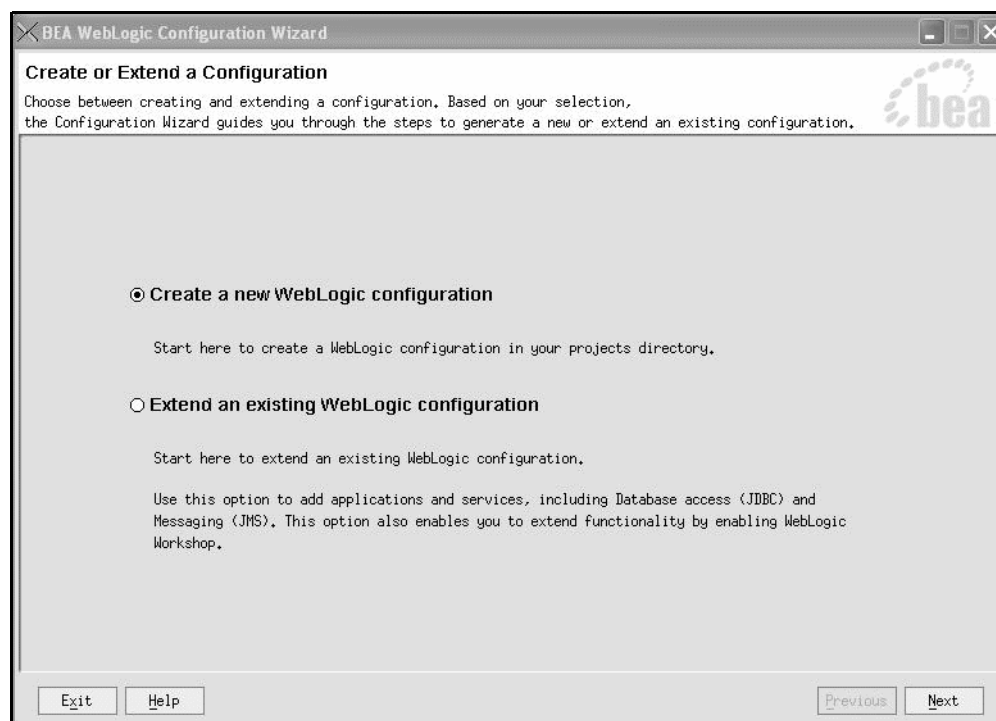 BEA WebLogic Configuration Wizard
Create or Extend a Configuration
Choose between creating and extending a configuration. Based on your selection,
the Configuration Wizard guides you through the steps to generate a new or extend an existing configuration.
bea
Create a new WebLogic configuration
Start here to create a WebLogic configuration in your projects directory.
Extend an existing WebLogic configuration
Start here to extend an existing WebLogic configuration.
Use this option to add applications and services, including Database access (JDBC) and
Messaging (JMS). This option also enables you to extend functionality by enabling WebLogic
Workshop.
Exit Help Previous Next